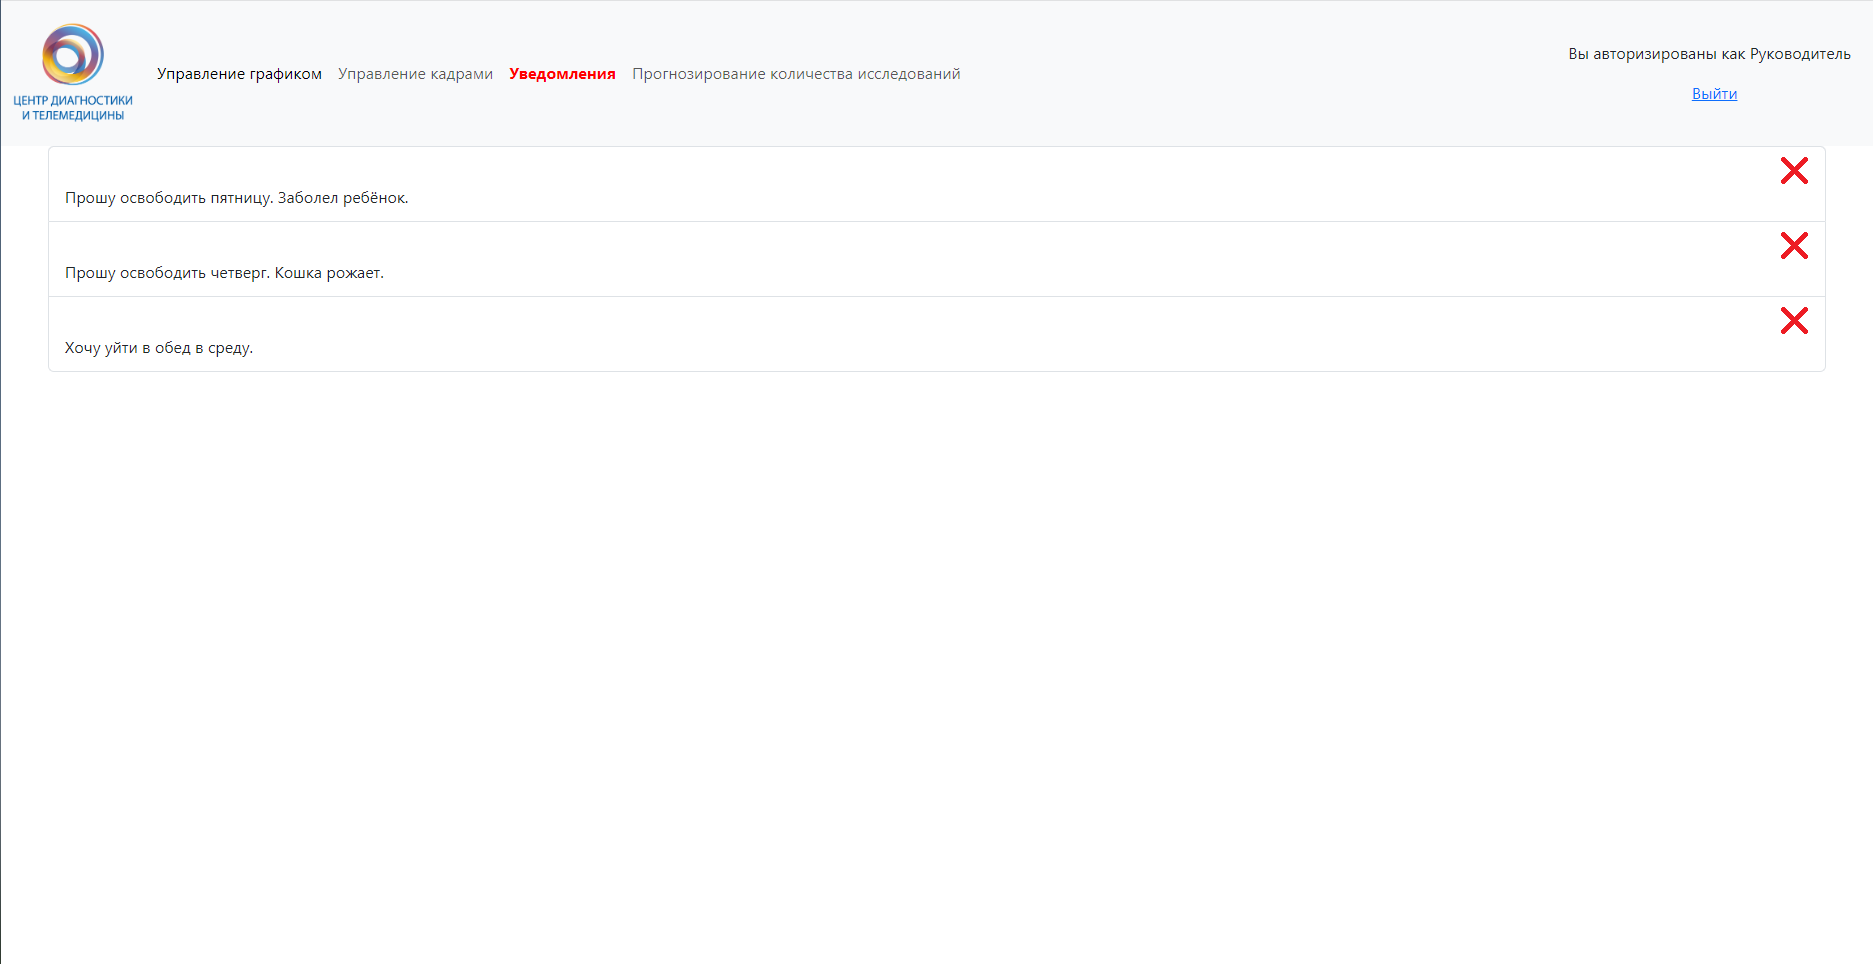 ЦЕНТР ДИАГНОСТИКИ
И ТЕЛЕМЕДИЦИНЫ
Управление графиком Управление кадрами Уведомления Прогнозирование количества исследований
Вы авторизированы как Руководитель
Выйти
Прошу освободить пятницу. Заболел ребёнок.
Прошу освободить четверг. Кошка рожает.
Хочу уйти в обед в среду.